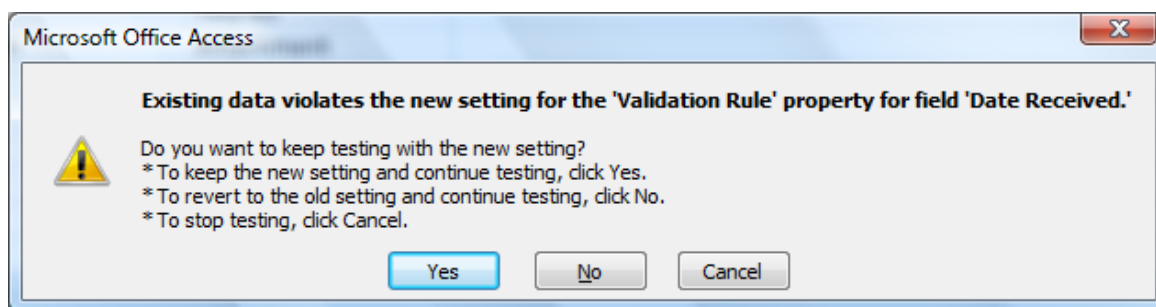 Microsoft Office Access
Existing data violates the new setting for the 'Validation Rule' property for field 'Date Received.'
Do you want to keep testing with the new setting?
* To keep the new setting and continue testing, click Yes.
* To revert to the old setting and continue testing, click No.
* To stop testing, click Cancel.
Yes No Cancel